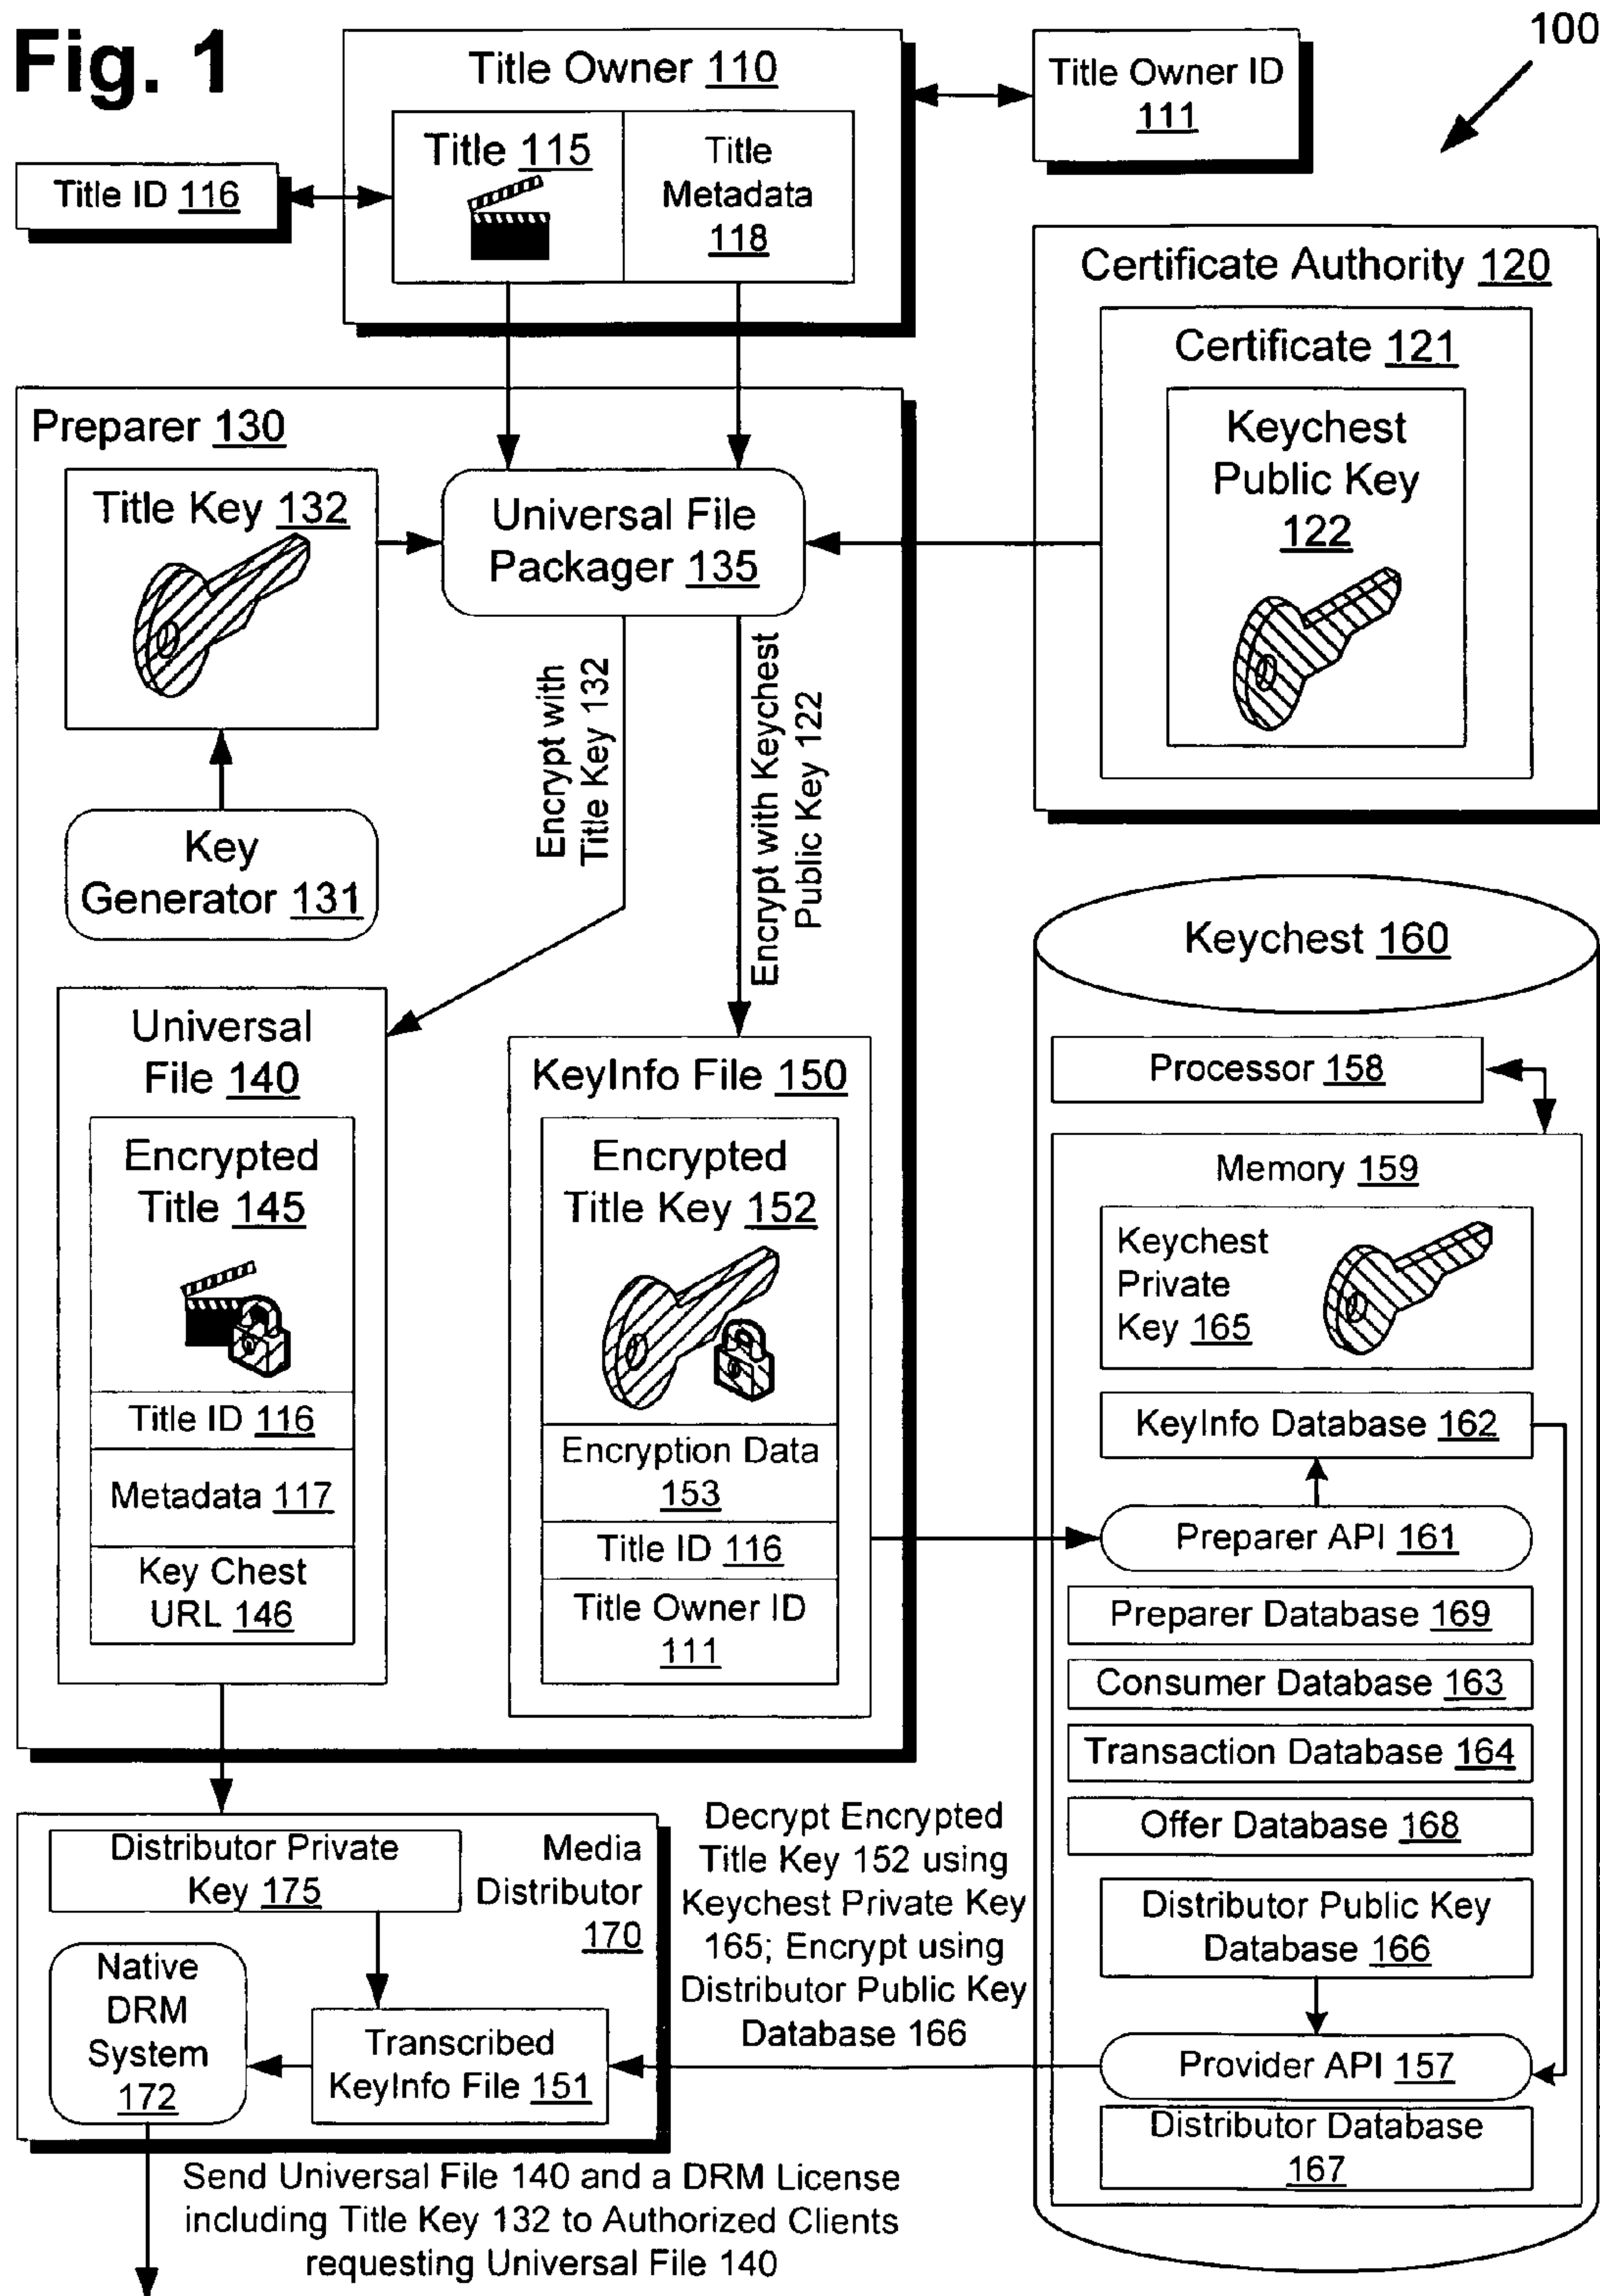 Fig. 1
100
Title Owner 110
Title Owner ID
111
Title 115
Title
Metadata
118
Title ID 116
Certificate Authority 120
Certificate 121
Keychest
Public Key
122
Preparer 130
Title Key 132
Universal File
Packager 135
Encrypt with
Title Key 132
Encrypt with Keychest
Public Key 122
Key
Generator 131
Universal
File 140
Encrypted
Title 145
Title ID 116
Metadata 117
Key Chest
URL 146
KeyInfo File 150
Encrypted
Title Key 152
Encryption Data
153
Title ID 116
Title Owner ID
111
Keychest 160
Processor 158
Memory 159
Keychest
Private
Key 165
KeyInfo Database 162
Preparer API 161
Preparer Database 169
Consumer Database 163
Transaction Database 164
Offer Database 168
Distributor Public Key
Database 166
Provider API 157
Distributor Database
167
Distributor Private
Key 175
Media
Distributor
170
Native
DRM
System
172
Transcribed
KeyInfo File 151
Decrypt Encrypted
Title Key 152 using
Keychest Private Key
165; Encrypt using
Distributor Public Key
Database 166
Send Universal File 140 and a DRM License
including Title Key 132 to Authorized Clients
requesting Universal File 140